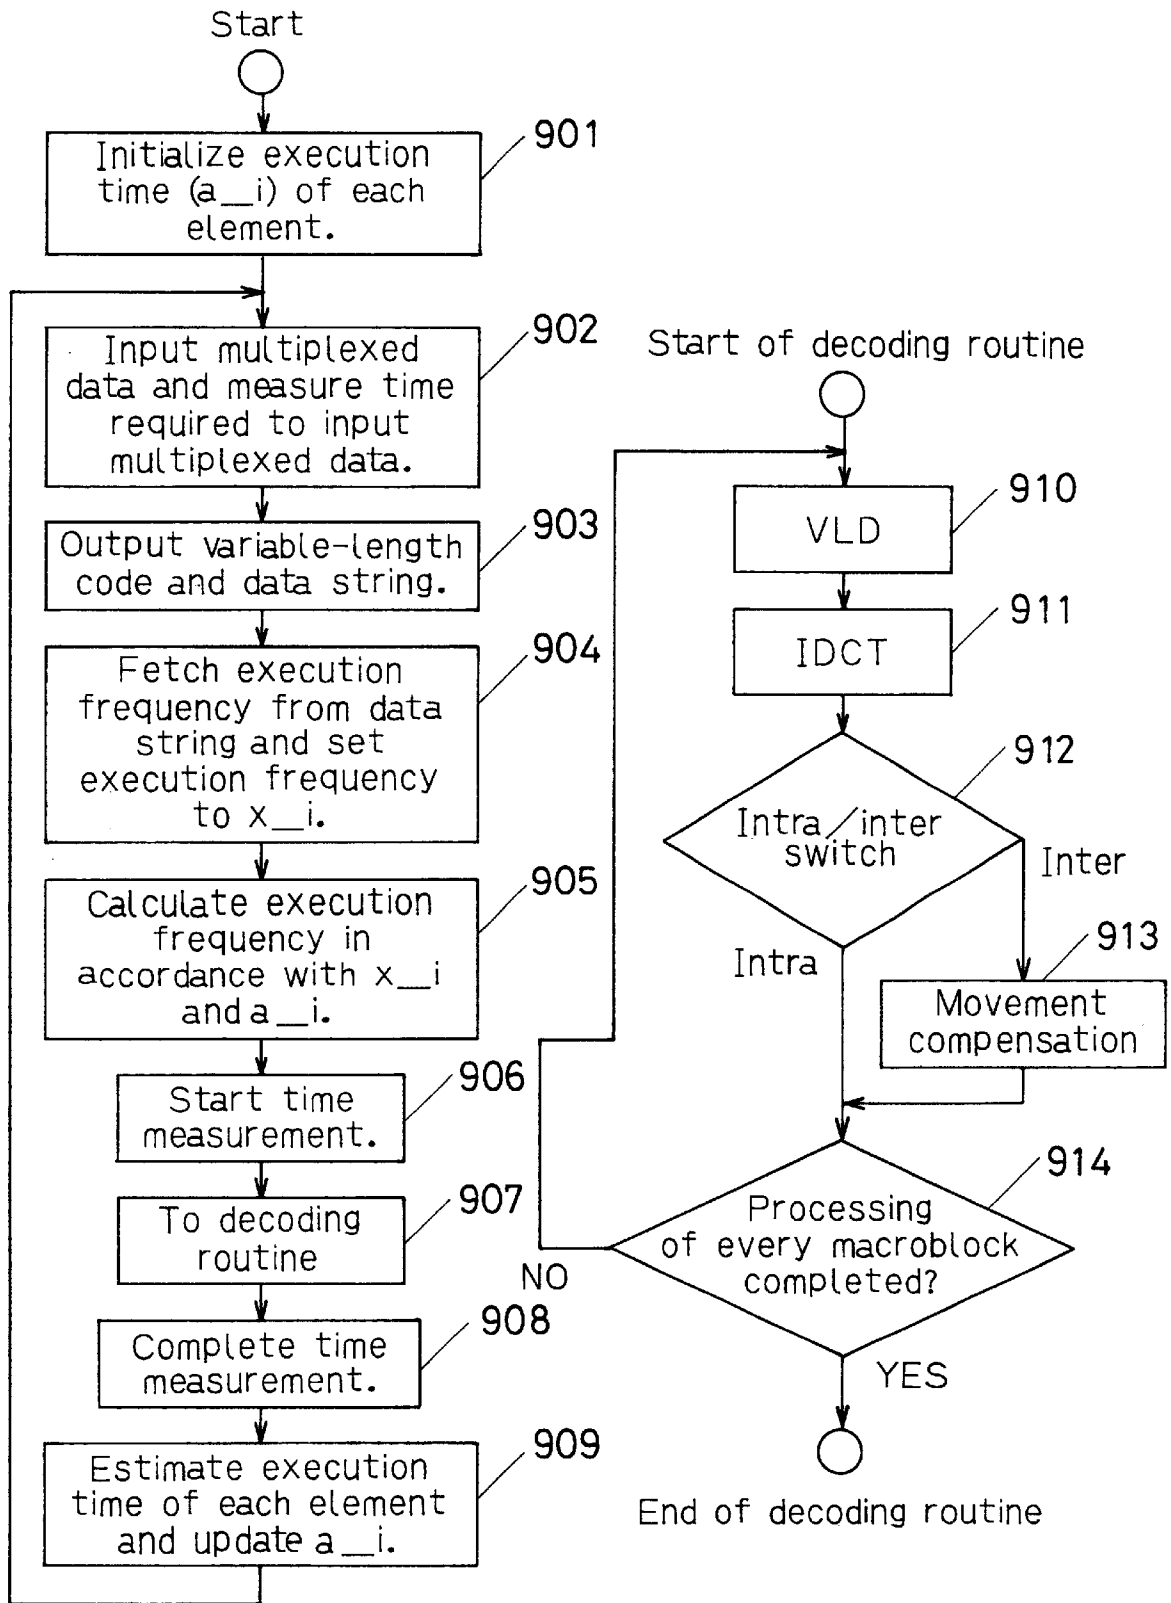 Start
901
Initialize execution
time (a__i) of each
element.
902
Input multiplexed
data and measure time
required to input
multiplexed data.
903
Output variable-length
code and data string.
904
Fetch execution
frequency from data
string and set
execution frequency
to x__i.
905
Calculate execution
frequency in
accordance with x__i
and a__i.
906
Start time
measurement.
907
To decoding
routine
908
Complete time
measurement.
909
Estimate execution
time of each element
and update a__i.
Start of decoding routine
910
VLD
911
IDCT
912
Intra/inter
switch
Inter
Intra
913
Movement
compensation
914
Processing
of every macroblock
completed?
NO
YES
End of decoding routine